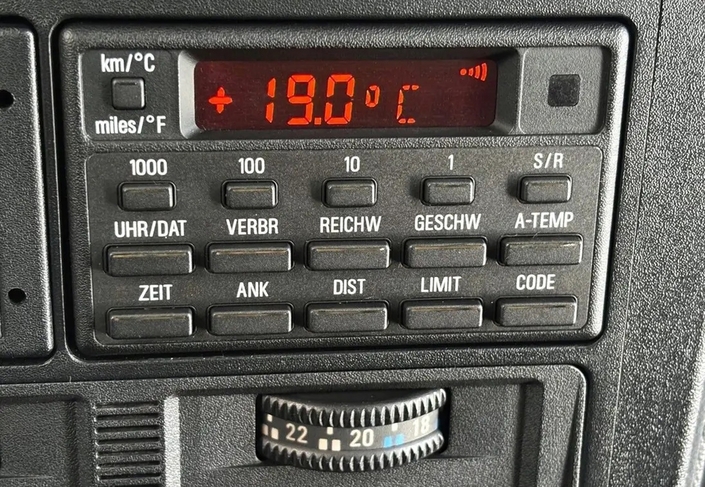 km/°C
+ 19.0 °C
miles/°F
1000 100 10 1 S/R
UHR/DAT VERBR REICHW GESCHW A-TEMP
ZEIT ANK DIST LIMIT CODE
22 20 18